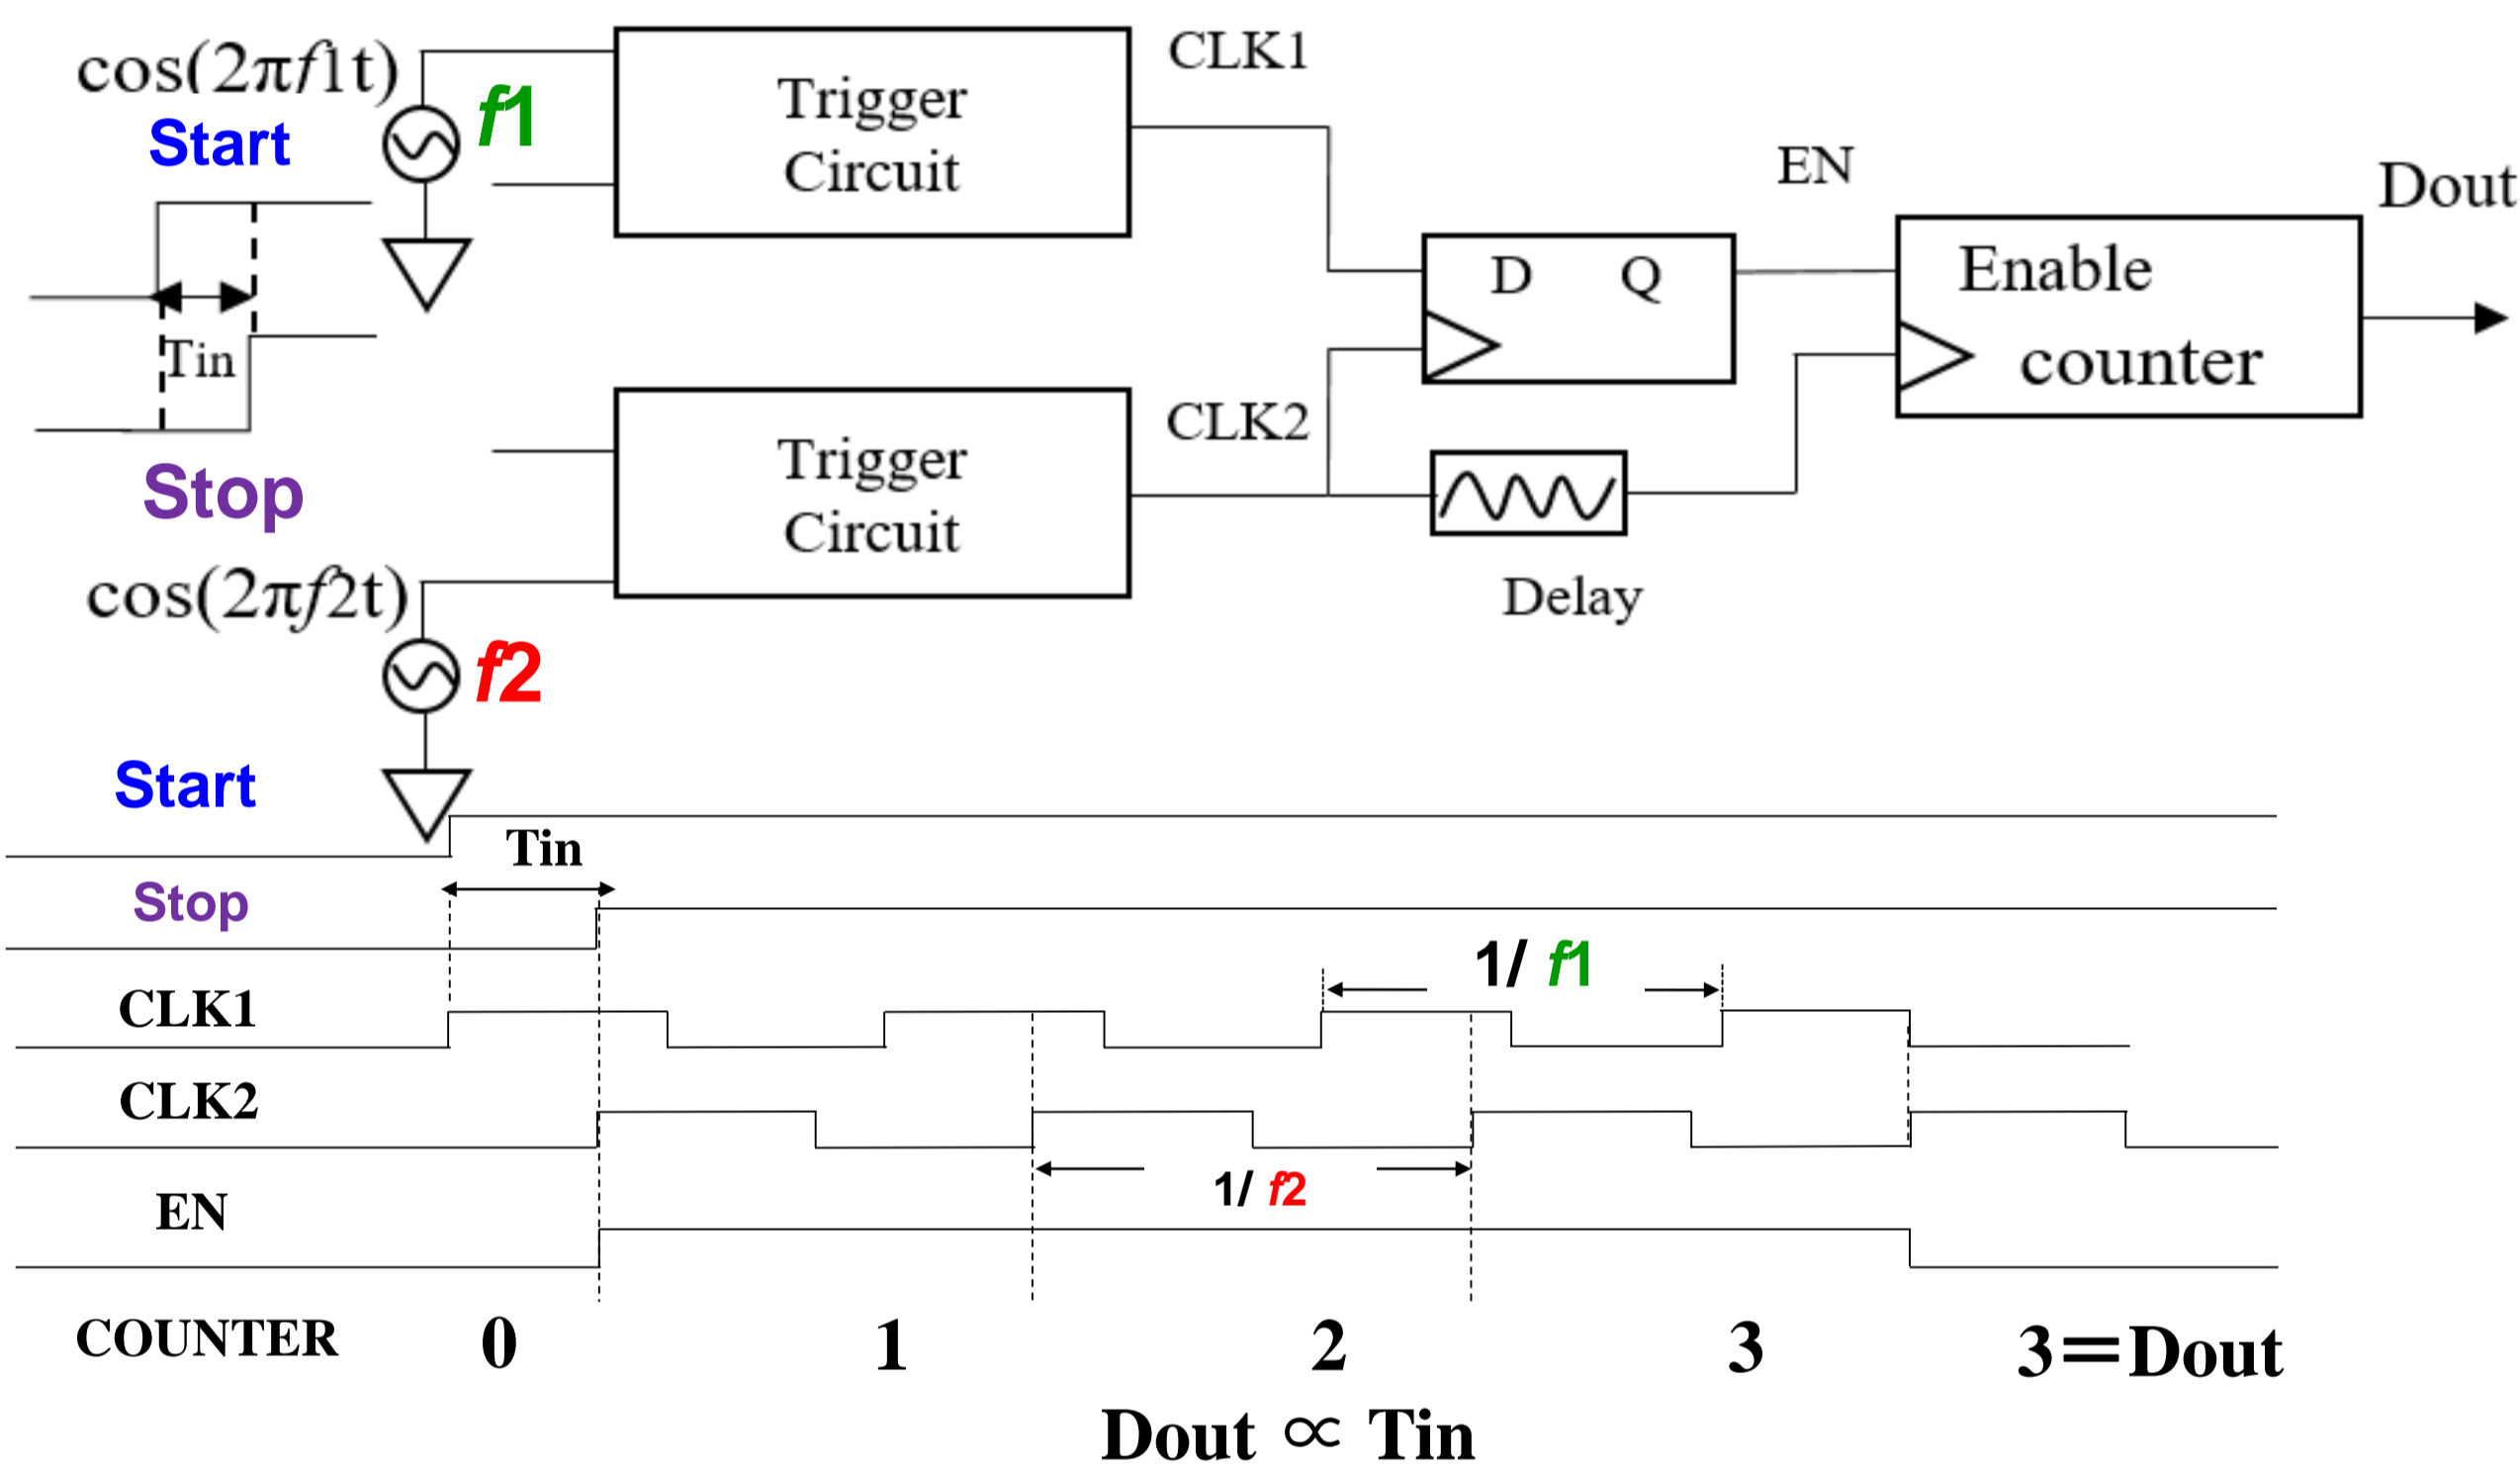 cos(2πf1t)
f1
Start
Tin
Stop
cos(2πf2t)
f2
Trigger
Circuit
CLK1
Trigger
Circuit
CLK2
D Q
Delay
EN
Enable
counter
Dout
Start
Tin
Stop
1/ f1
CLK1
CLK2
1/ f2
EN
COUNTER 0 1 2 3 3=Dout
Dout ∝ Tin